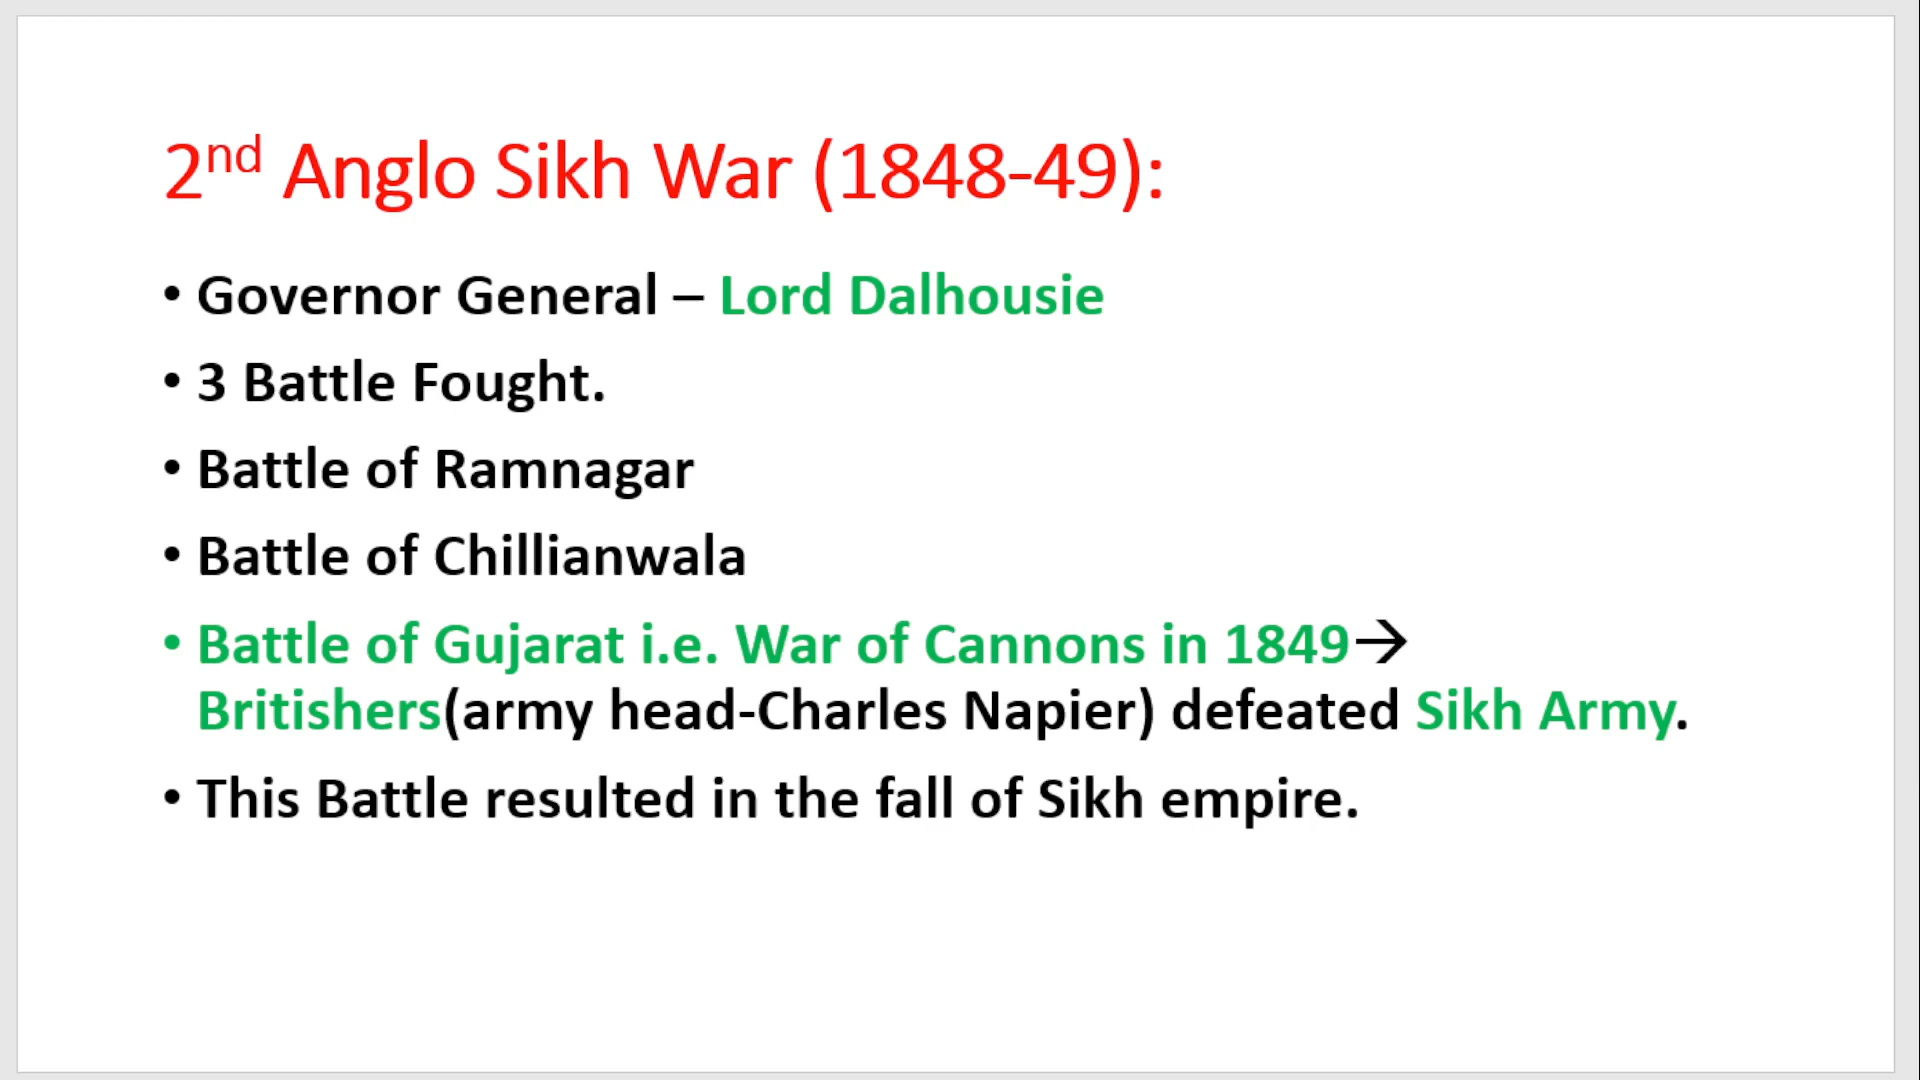 2nd Anglo Sikh War (1848-49):
• Governor General – Lord Dalhousie
• 3 Battle Fought.
• Battle of Ramnagar
• Battle of Chillianwala
• Battle of Gujarat i.e. War of Cannons in 1849→
Britishers(army head-Charles Napier) defeated Sikh Army.
• This Battle resulted in the fall of Sikh empire.